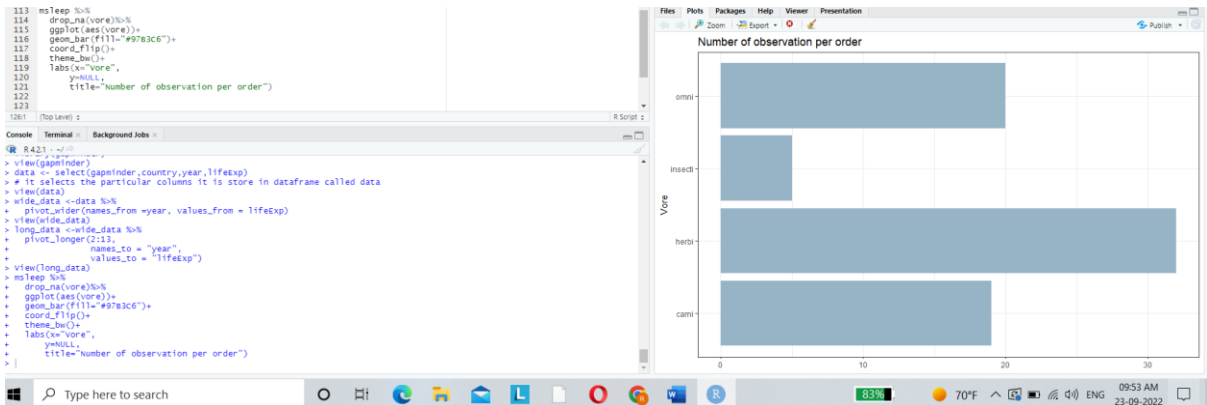 113 msleep %>%
114 drop_na(vore)%>%
115 ggplot(aes(vore))+
116 geom_bar(fill="#97B3C6")+
117 coord_flip()+
118 theme_bw()+
119 labs(x="Vore",
120 y=NULL,
121 title="Number of observation per order")
122
123
126:1 (Top Level) R Script
Console Terminal Background Jobs
R 4.2.1 · ~/
> view(gapminder)
> data <- select(gapminder,country,year,lifeExp)
> # it selects the particular columns it is store in dataframe called data
> view(data)
> wide_data <-data %>%
+ pivot_wider(names_from =year, values_from = lifeExp)
> view(wide_data)
> long_data <-wide_data %>%
+ pivot_longer(2:13,
+ names_to = "year",
+ values_to = "lifeExp")
> view(long_data)
> msleep %>%
+ drop_na(vore)%>%
+ ggplot(aes(vore))+
+ geom_bar(fill="#97B3C6")+
+ coord_flip()+
+ theme_bw()+
+ labs(x="Vore",
+ y=NULL,
+ title="Number of observation per order")
>
Files Plots Packages Help Viewer Presentation
Zoom Export Publish
Number of observation per order
omni
insecti
herbi
carni
Vore
0 10 20 30
Type here to search
L
W
R
83%
70°F
ENG
09:53 AM
23-09-2022